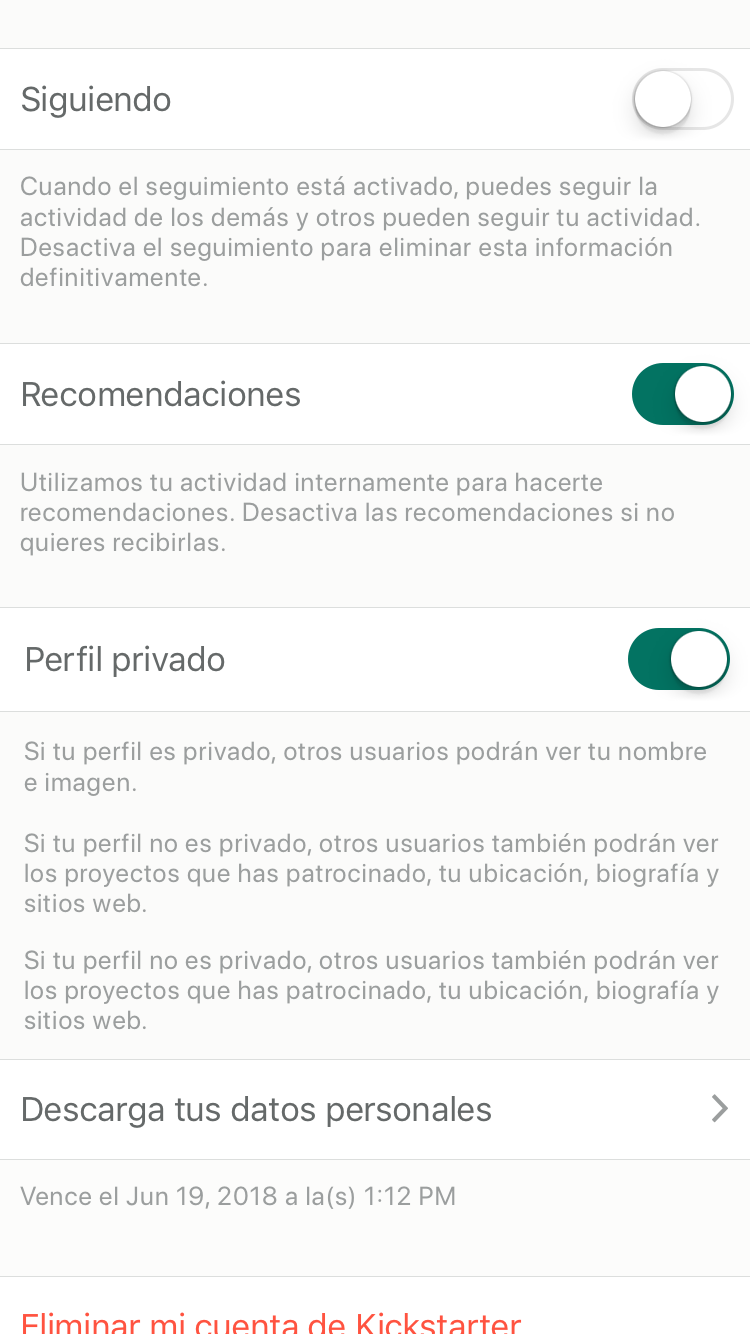 Siguiendo
Cuando el seguimiento está activado, puedes seguir la
actividad de los demás y otros pueden seguir tu actividad.
Desactiva el seguimiento para eliminar esta información
definitivamente.
Recomendaciones
Utilizamos tu actividad internamente para hacerte
recomendaciones. Desactiva las recomendaciones si no
quieres recibirlas.
Perfil privado
Si tu perfil es privado, otros usuarios podrán ver tu nombre
e imagen.
Si tu perfil no es privado, otros usuarios también podrán ver
los proyectos que has patrocinado, tu ubicación, biografía y
sitios web.
Si tu perfil no es privado, otros usuarios también podrán ver
los proyectos que has patrocinado, tu ubicación, biografía y
sitios web.
Descarga tus datos personales
Vence el Jun 19, 2018 a la(s) 1:12 PM
Eliminar mi cuenta de Kickstarter